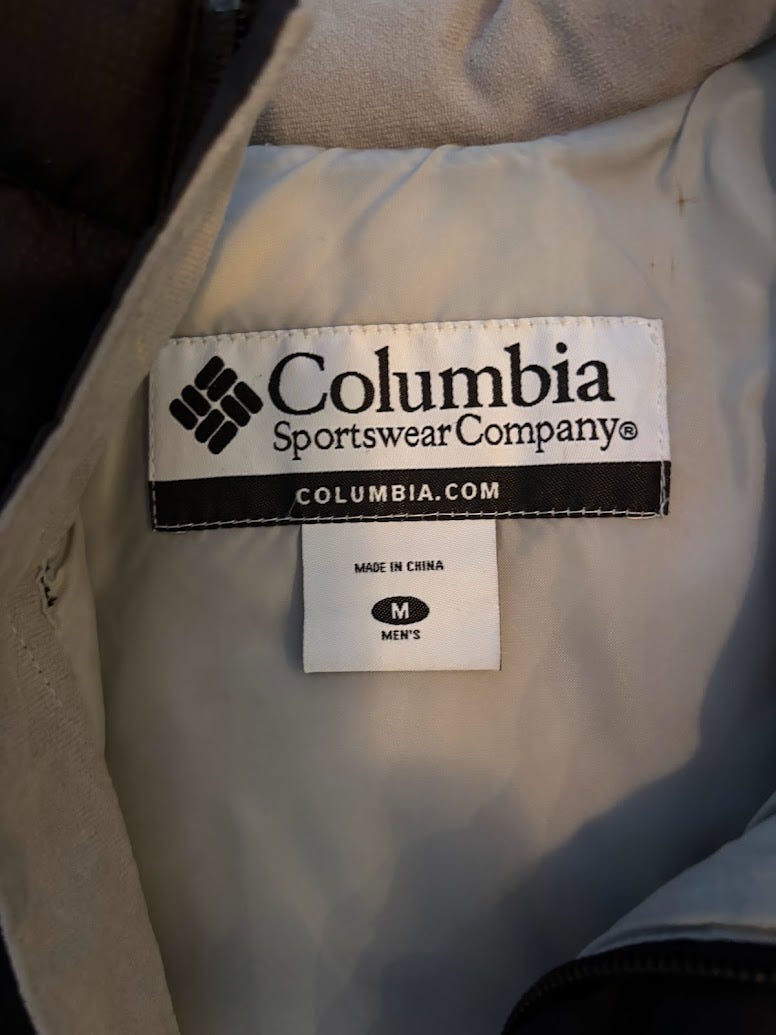 Columbia
Sportswear Company®
COLUMBIA.COM
MADE IN CHINA
M
MEN'S